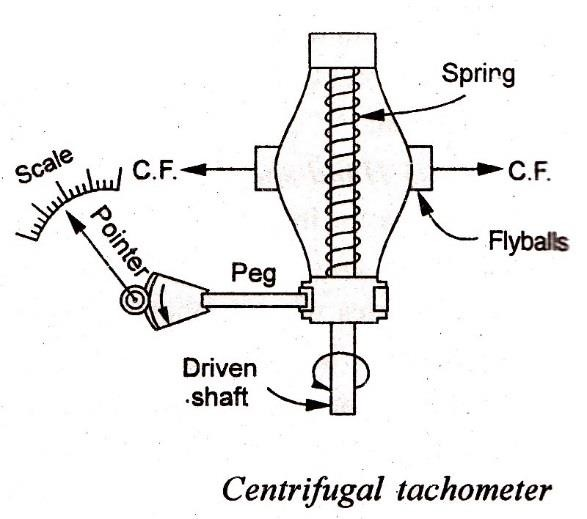 Spring
Scale
C.F.
C.F.
Pointer
Flyballs
Peg
Driven
shaft
Centrifugal tachometer